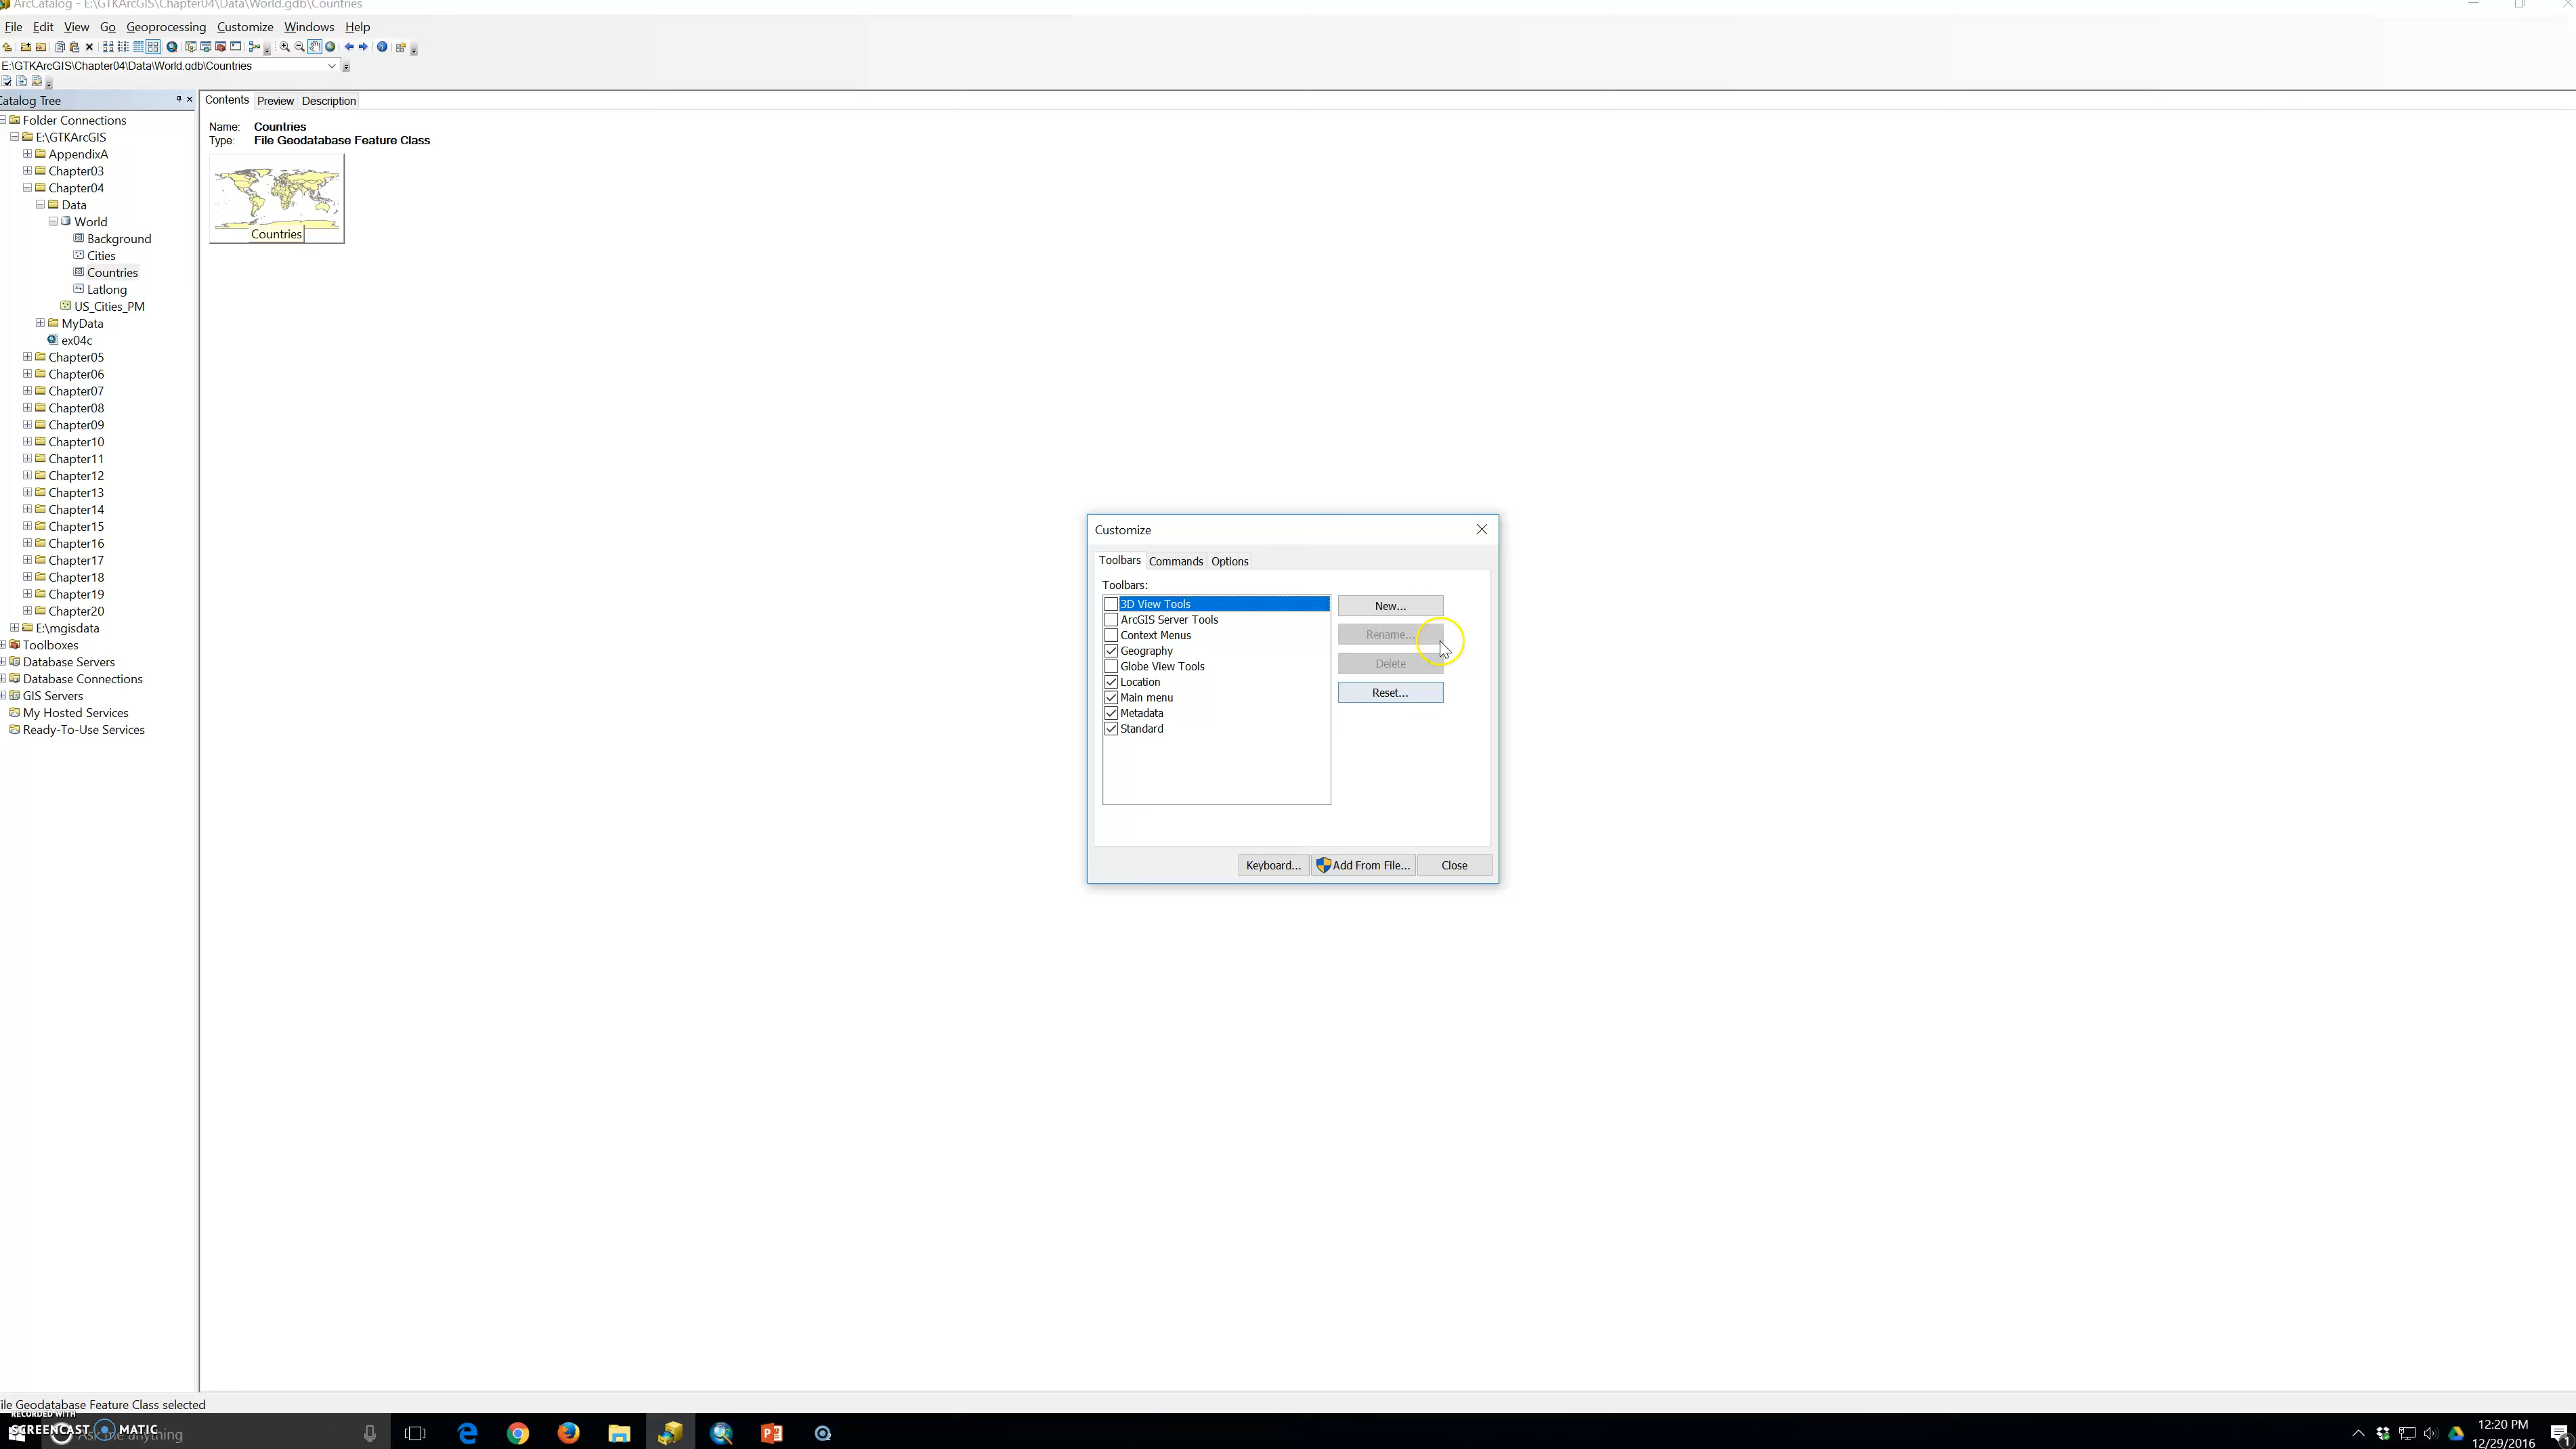 ArcCatalog - E:\GTKArcGIS\Chapter04\Data\World.gdb\Countries
File Edit View Go Geoprocessing Customize Windows Help
E:\GTKArcGIS\Chapter04\Data\World.gdb\Countries
Catalog Tree
Contents Preview Description
Folder Connections
E:\GTKArcGIS
AppendixA
Chapter03
Chapter04
Data
World
Background
Cities
Countries
Latlong
US_Cities_PM
MyData
ex04c
Chapter05
Chapter06
Chapter07
Chapter08
Chapter09
Chapter10
Chapter11
Chapter12
Chapter13
Chapter14
Chapter15
Chapter16
Chapter17
Chapter18
Chapter19
Chapter20
E:\mgisdata
Toolboxes
Database Servers
Database Connections
GIS Servers
My Hosted Services
Ready-To-Use Services
Name: Countries
Type: File Geodatabase Feature Class
Countries
Customize
Toolbars Commands Options
Toolbars:
3D View Tools
ArcGIS Server Tools
Context Menus
Geography
Globe View Tools
Location
Main menu
Metadata
Standard
New...
Rename...
Delete
Reset...
Keyboard... Add From File... Close
ile Geodatabase Feature Class selected
RECORDED WITH
SCREENCAST MATIC
Ask me anything
12:20 PM
12/29/2016
1